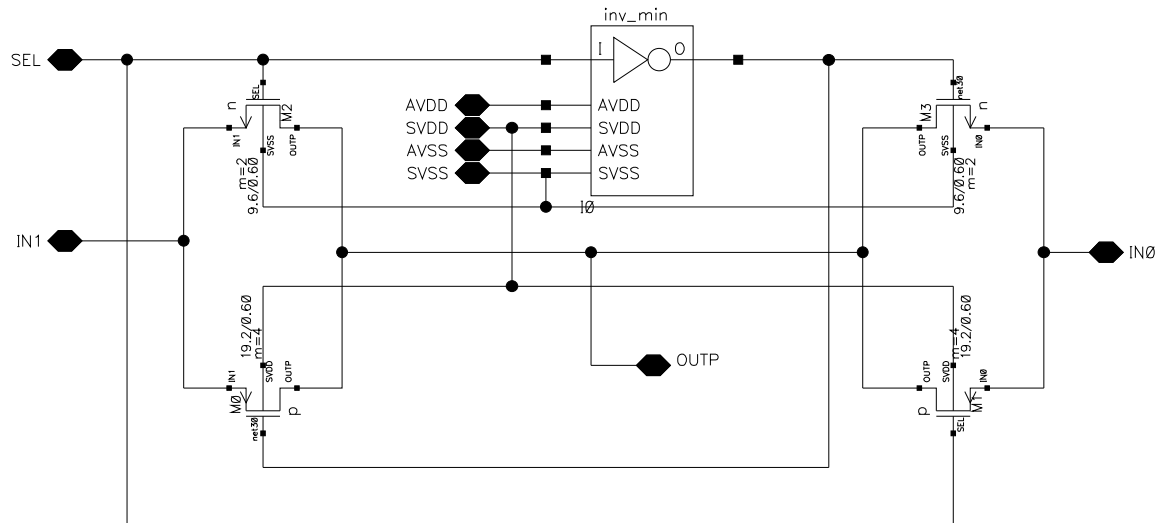 inv_min
SEL
I
O
SEL
n
M2
IN1
SVSS
OUTP
m=2
9.6/0.60
AVDD
SVDD
AVSS
SVSS
AVDD
SVDD
AVSS
SVSS
I0
net30
n
M3
OUTP
SVSS
IN0
9.6/0.60
m=2
IN1
IN0
19.2/0.60
m=4
IN1
SVDD
OUTP
M0
net30
p
OUTP
m=4
19.2/0.60
OUTP
SVDD
IN0
p
M1
SEL